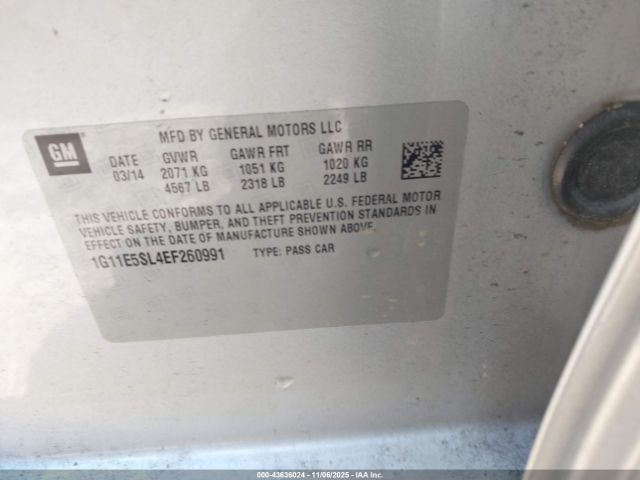 GM
MFD BY GENERAL MOTORS LLC
DATE GVWR GAWR FRT GAWR RR
03/14 2071 KG 1051 KG 1020 KG
4567 LB 2318 LB 2249 LB
THIS VEHICLE CONFORMS TO ALL APPLICABLE U.S. FEDERAL MOTOR
VEHICLE SAFETY, BUMPER, AND THEFT PREVENTION STANDARDS IN
EFFECT ON THE DATE OF MANUFACTURE SHOWN ABOVE.
1G11E5SL4EF260991 TYPE: PASS CAR
000-43636024 - 11/06/2025 - IAAI.COM